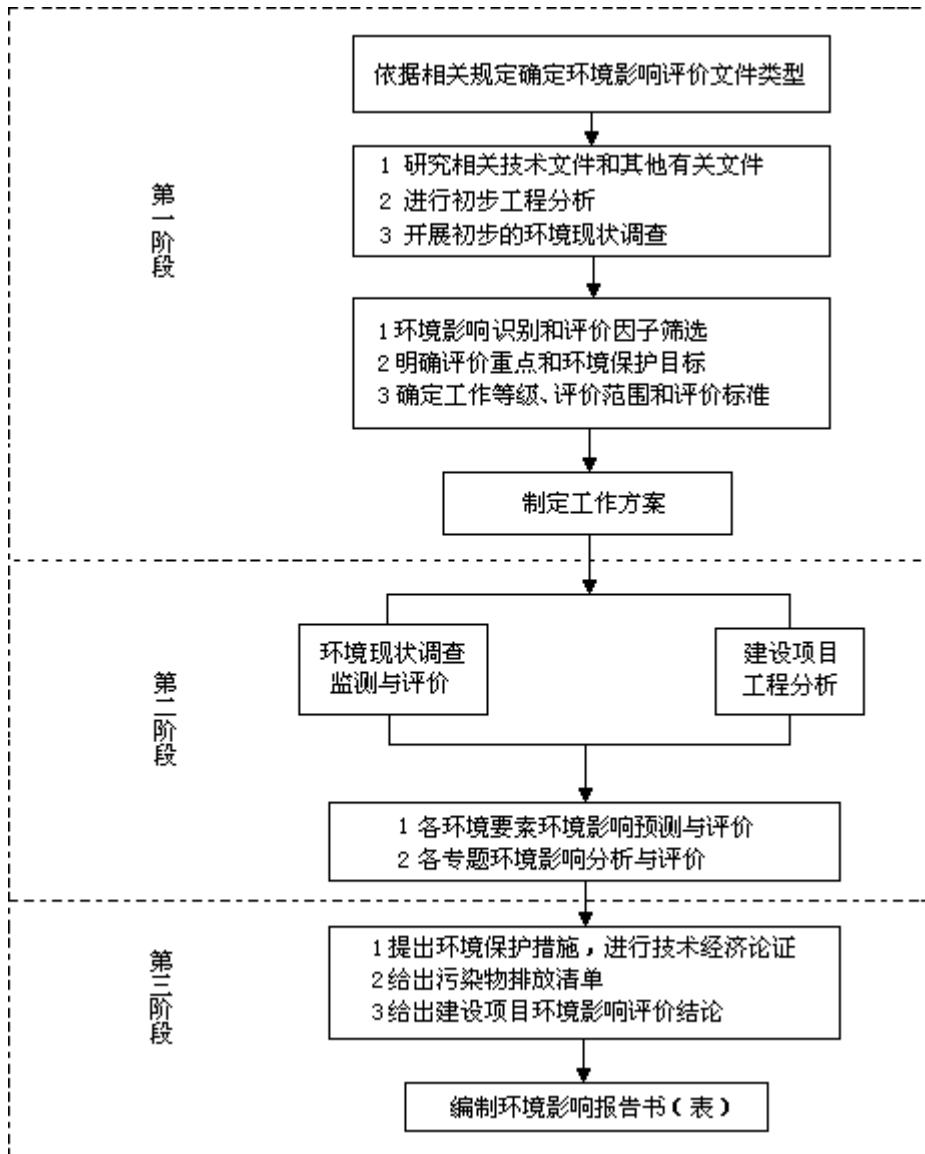 依据相关规定确定环境影响评价文件类型
第一阶段
1 研究相关技术文件和其他有关文件
2 进行初步工程分析
3 开展初步的环境现状调查
1环境影响识别和评价因子筛选
2明确评价重点和环境保护目标
3确定工作等级、评价范围和评价标准
制定工作方案
第二阶段
环境现状调查
监测与评价
建设项目
工程分析
1 各环境要素环境影响预测与评价
2 各专题环境影响分析与评价
第三阶段
1提出环境保护措施，进行技术经济论证
2给出污染物排放清单
3给出建设项目环境影响评价结论
编制环境影响报告书（表）